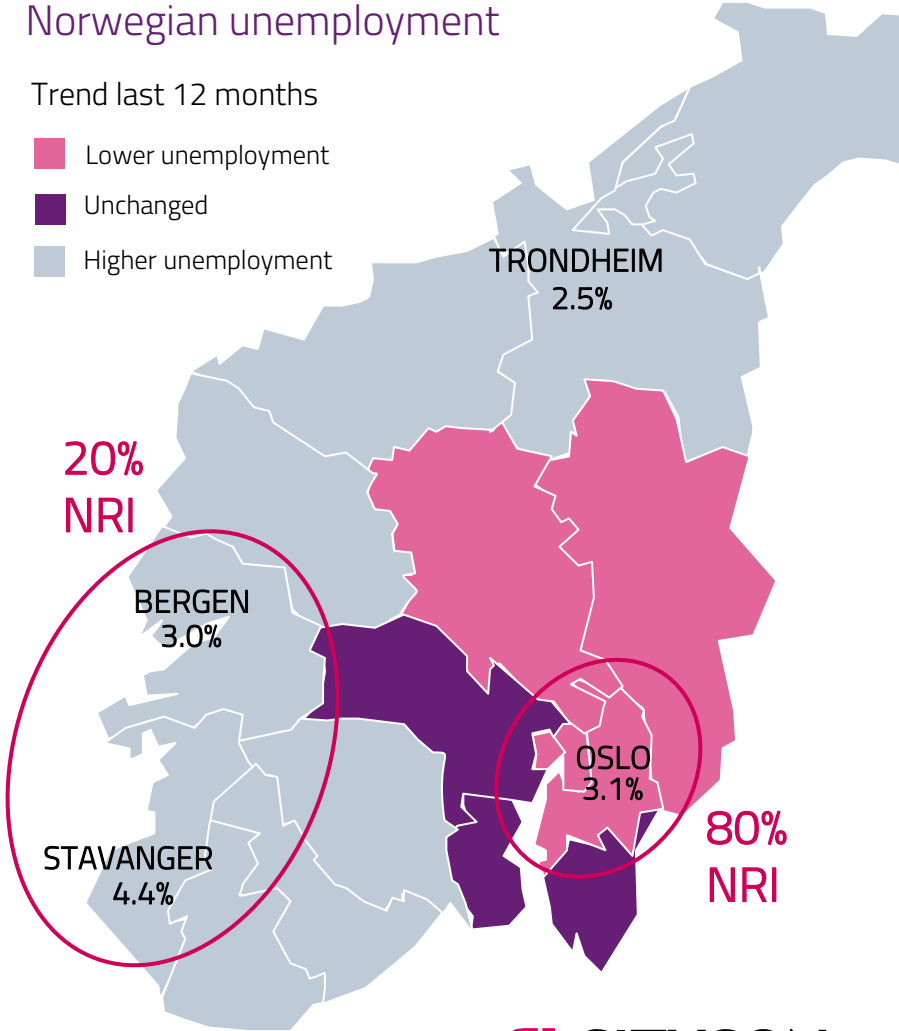 Norwegian unemployment
Trend last 12 months
Lower unemployment
Unchanged
Higher unemployment
TRONDHEIM
2.5%
20%
NRI
BERGEN
3.0%
OSLO
3.1%
80%
NRI
STAVANGER
4.4%